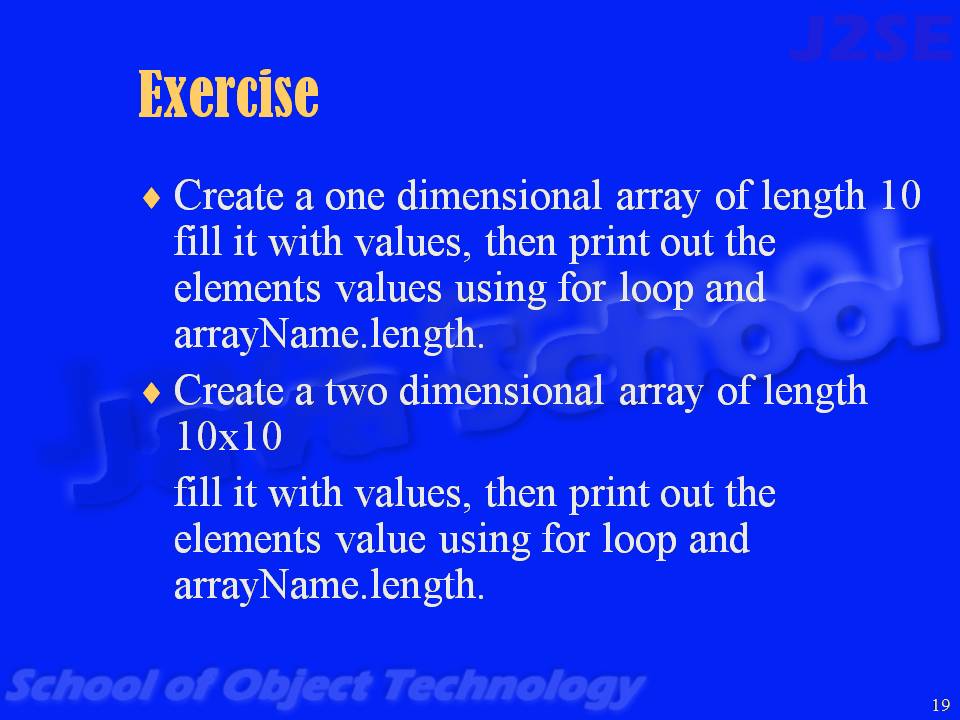 J2SE
Exercise
♦ Create a one dimensional array of length 10
fill it with values, then print out the
elements values using for loop and
arrayName.length.
♦ Create a two dimensional array of length
10x10
fill it with values, then print out the
elements value using for loop and
arrayName.length.
Java School
School of Object Technology
19